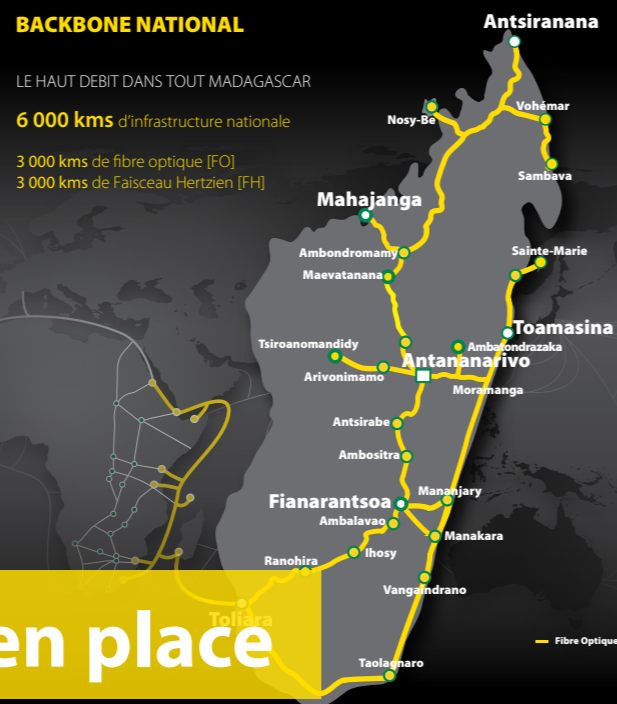 BACKBONE NATIONAL
LE HAUT DEBIT DANS TOUT MADAGASCAR
6 000 kms d'infrastructure nationale
3 000 kms de fibre optique [FO]
3 000 kms de Faisceau Hertzien [FH]
Antsiranana
Nosy-Be
Vohémar
Sambava
Mahajanga
Ambondromamy
Maevatanana
Sainte-Marie
Toamasina
Tsiroanomandidy
Ambatondrazaka
Antananarivo
Arivonimamo
Moramanga
Antsirabe
Ambositra
Fianarantsoa
Mananjary
Ambalavao
Manakara
Ihosy
Ranohira
Vangaindrano
Toliara
en place
Fibre Optique
Taolagnaro